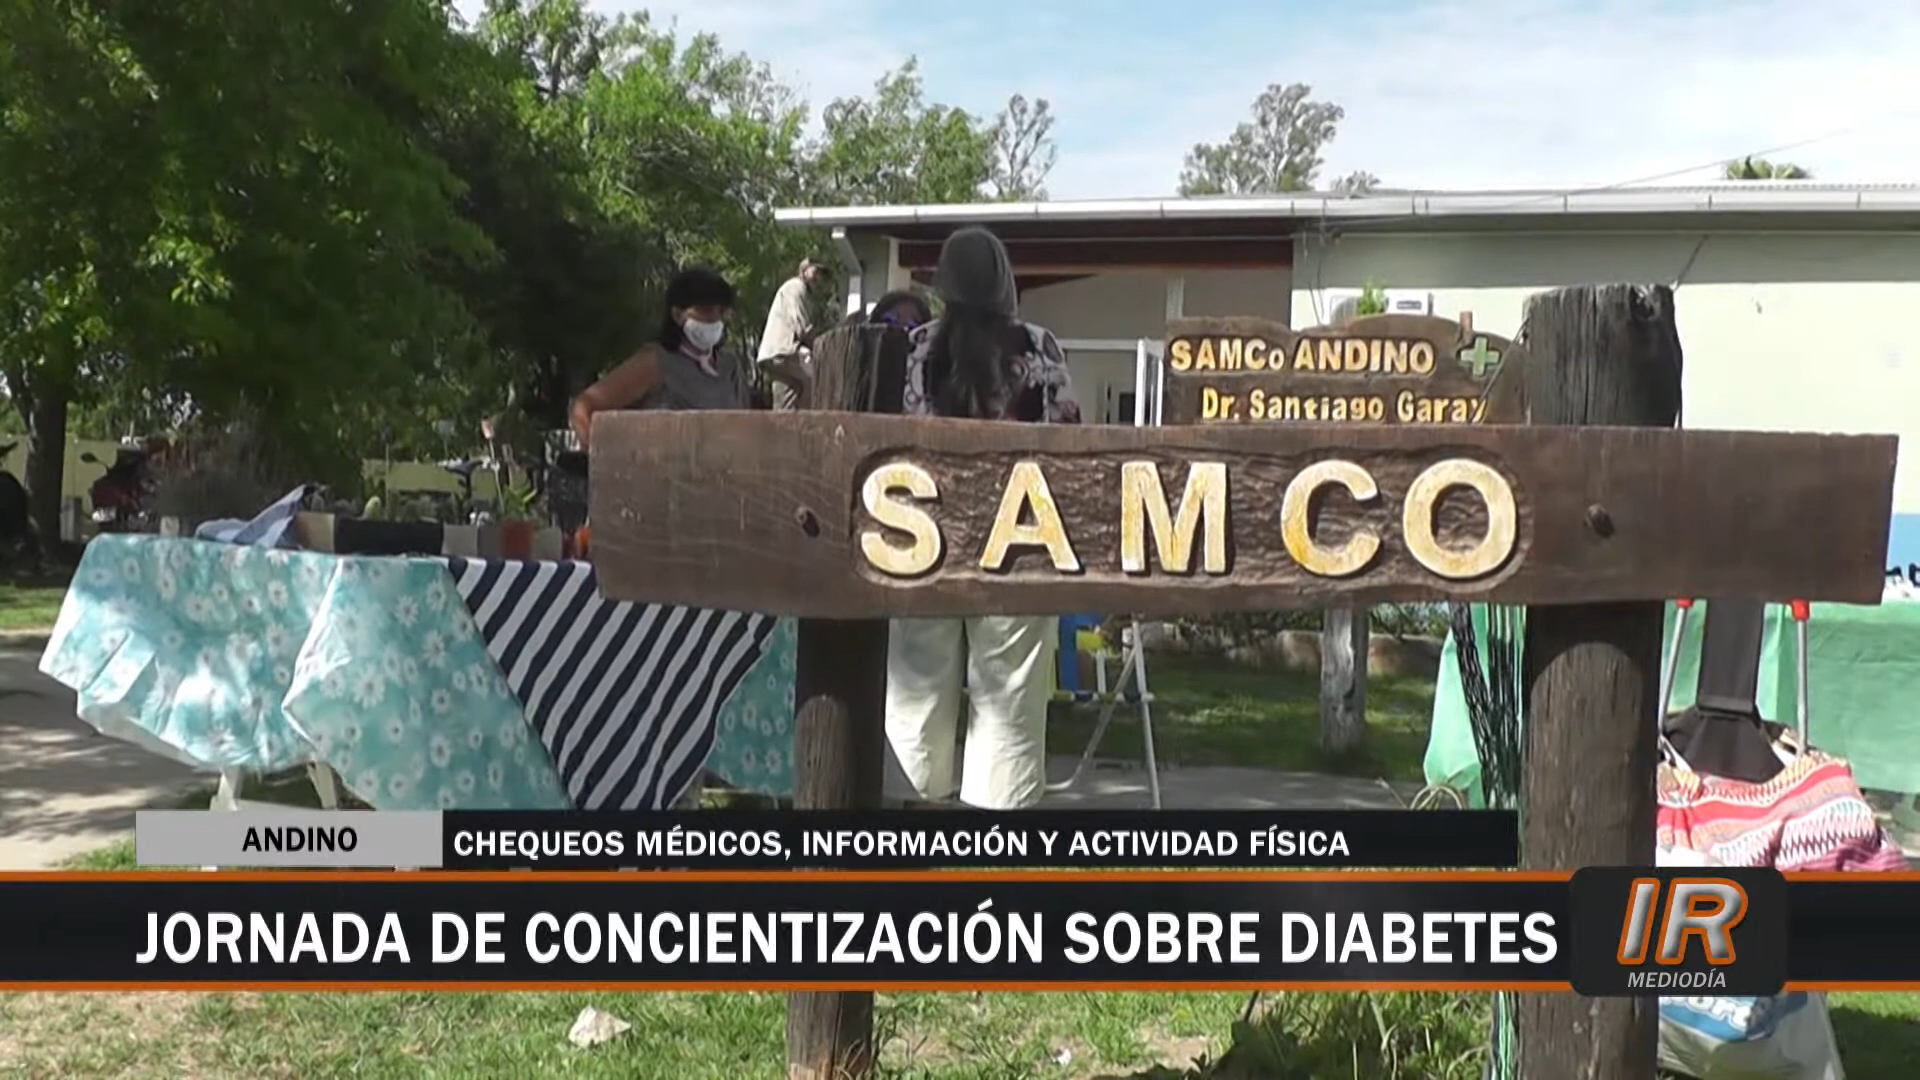 SAMCo ANDINO
Dr. Santiago Garay
SAMCO
ANDINO
CHEQUEOS MÉDICOS, INFORMACIÓN Y ACTIVIDAD FÍSICA
JORNADA DE CONCIENTIZACIÓN SOBRE DIABETES
IR
MEDIODÍA